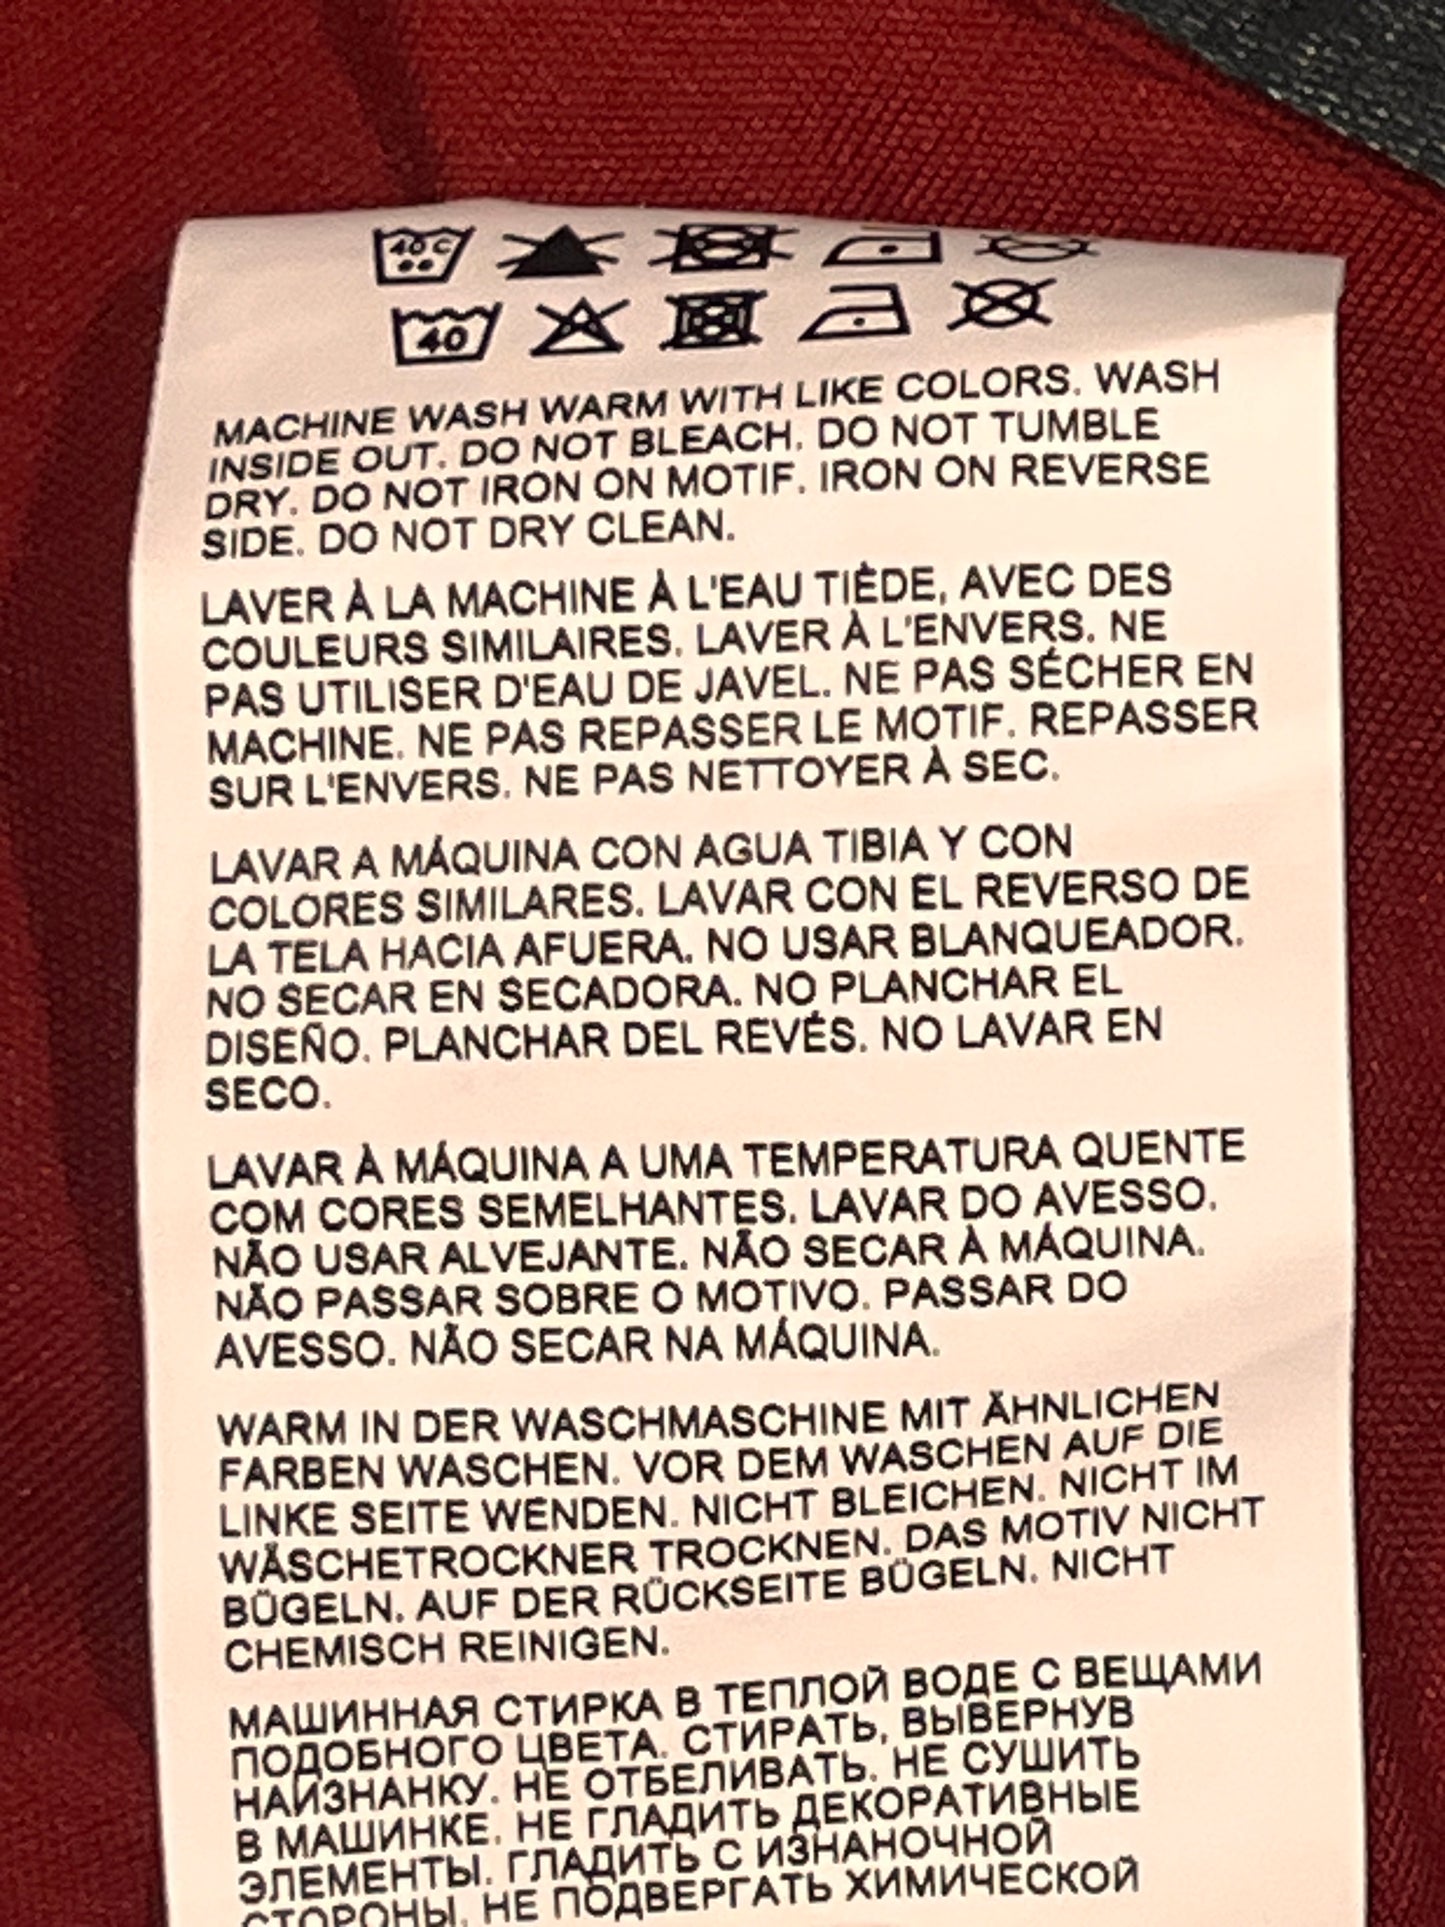 40 C
40
MACHINE WASH WARM WITH LIKE COLORS. WASH
INSIDE OUT. DO NOT BLEACH. DO NOT TUMBLE
DRY. DO NOT IRON ON MOTIF. IRON ON REVERSE
SIDE. DO NOT DRY CLEAN.
LAVER À LA MACHINE À L'EAU TIÈDE, AVEC DES
COULEURS SIMILAIRES. LAVER À L'ENVERS. NE
PAS UTILISER D'EAU DE JAVEL. NE PAS SÉCHER EN
MACHINE. NE PAS REPASSER LE MOTIF. REPASSER
SUR L'ENVERS. NE PAS NETTOYER À SEC.
LAVAR A MÁQUINA CON AGUA TIBIA Y CON
COLORES SIMILARES. LAVAR CON EL REVERSO DE
LA TELA HACIA AFUERA. NO USAR BLANQUEADOR.
NO SECAR EN SECADORA. NO PLANCHAR EL
DISEÑO. PLANCHAR DEL REVÉS. NO LAVAR EN
SECO.
LAVAR À MÁQUINA A UMA TEMPERATURA QUENTE
COM CORES SEMELHANTES. LAVAR DO AVESSO.
NÃO USAR ALVEJANTE. NÃO SECAR À MÁQUINA.
NÃO PASSAR SOBRE O MOTIVO. PASSAR DO
AVESSO. NÃO SECAR NA MÁQUINA.
WARM IN DER WASCHMASCHINE MIT ÄHNLICHEN
FARBEN WASCHEN. VOR DEM WASCHEN AUF DIE
LINKE SEITE WENDEN. NICHT BLEICHEN. NICHT IM
WÄSCHETROCKNER TROCKNEN. DAS MOTIV NICHT
BÜGELN. AUF DER RÜCKSEITE BÜGELN. NICHT
CHEMISCH REINIGEN.
МАШИННАЯ СТИРКА В ТЕПЛОЙ ВОДЕ С ВЕЩАМИ
ПОДОБНОГО ЦВЕТА. СТИРАТЬ, ВЫВЕРНУВ
НАИЗНАНКУ. НЕ ОТБЕЛИВАТЬ. НЕ СУШИТЬ
В МАШИНКЕ. НЕ ГЛАДИТЬ ДЕКОРАТИВНЫЕ
ЭЛЕМЕНТЫ. ГЛАДИТЬ С ИЗНАНОЧНОЙ
СТОРОНЫ. НЕ ПОДВЕРГАТЬ ХИМИЧЕСКОЙ